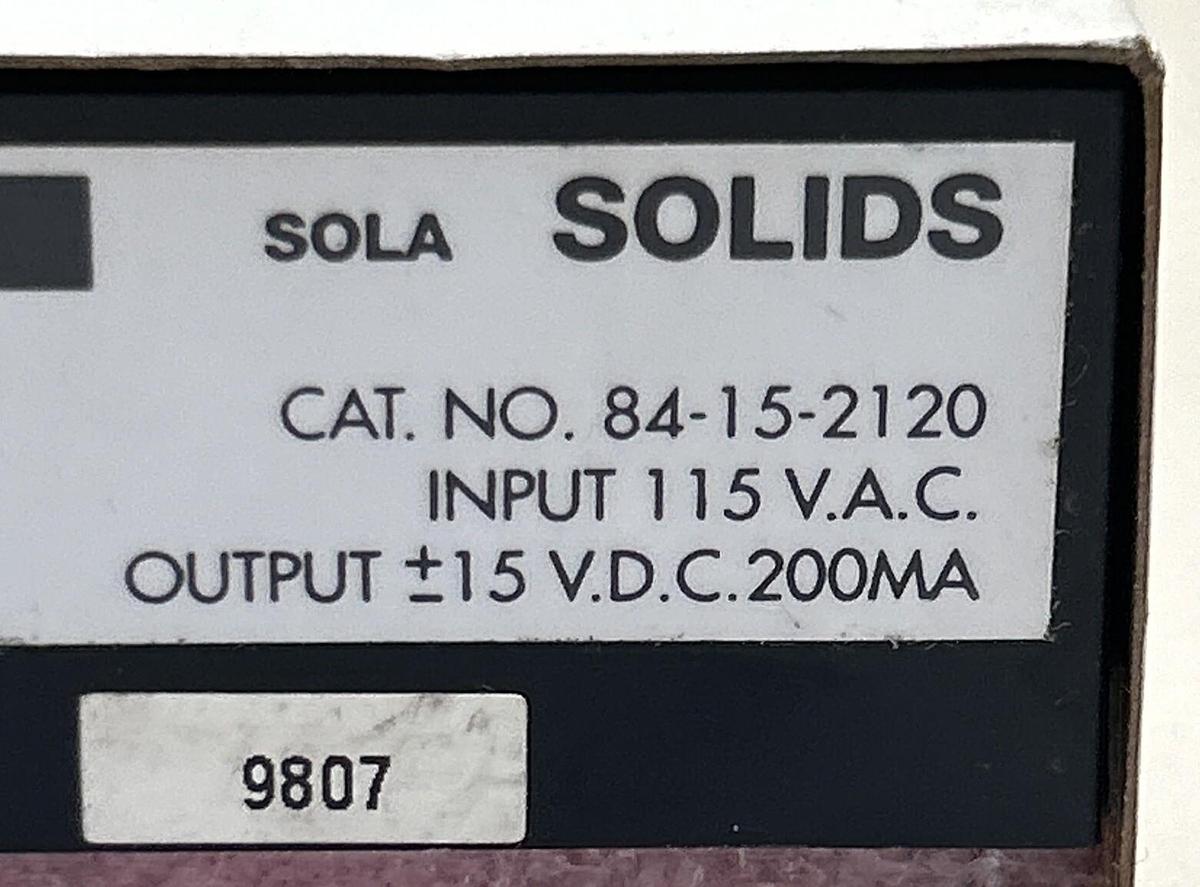 SOLA SOLIDS
CAT. NO. 84-15-2120
INPUT 115 V.A.C.
OUTPUT ±15 V.D.C. 200MA
9807